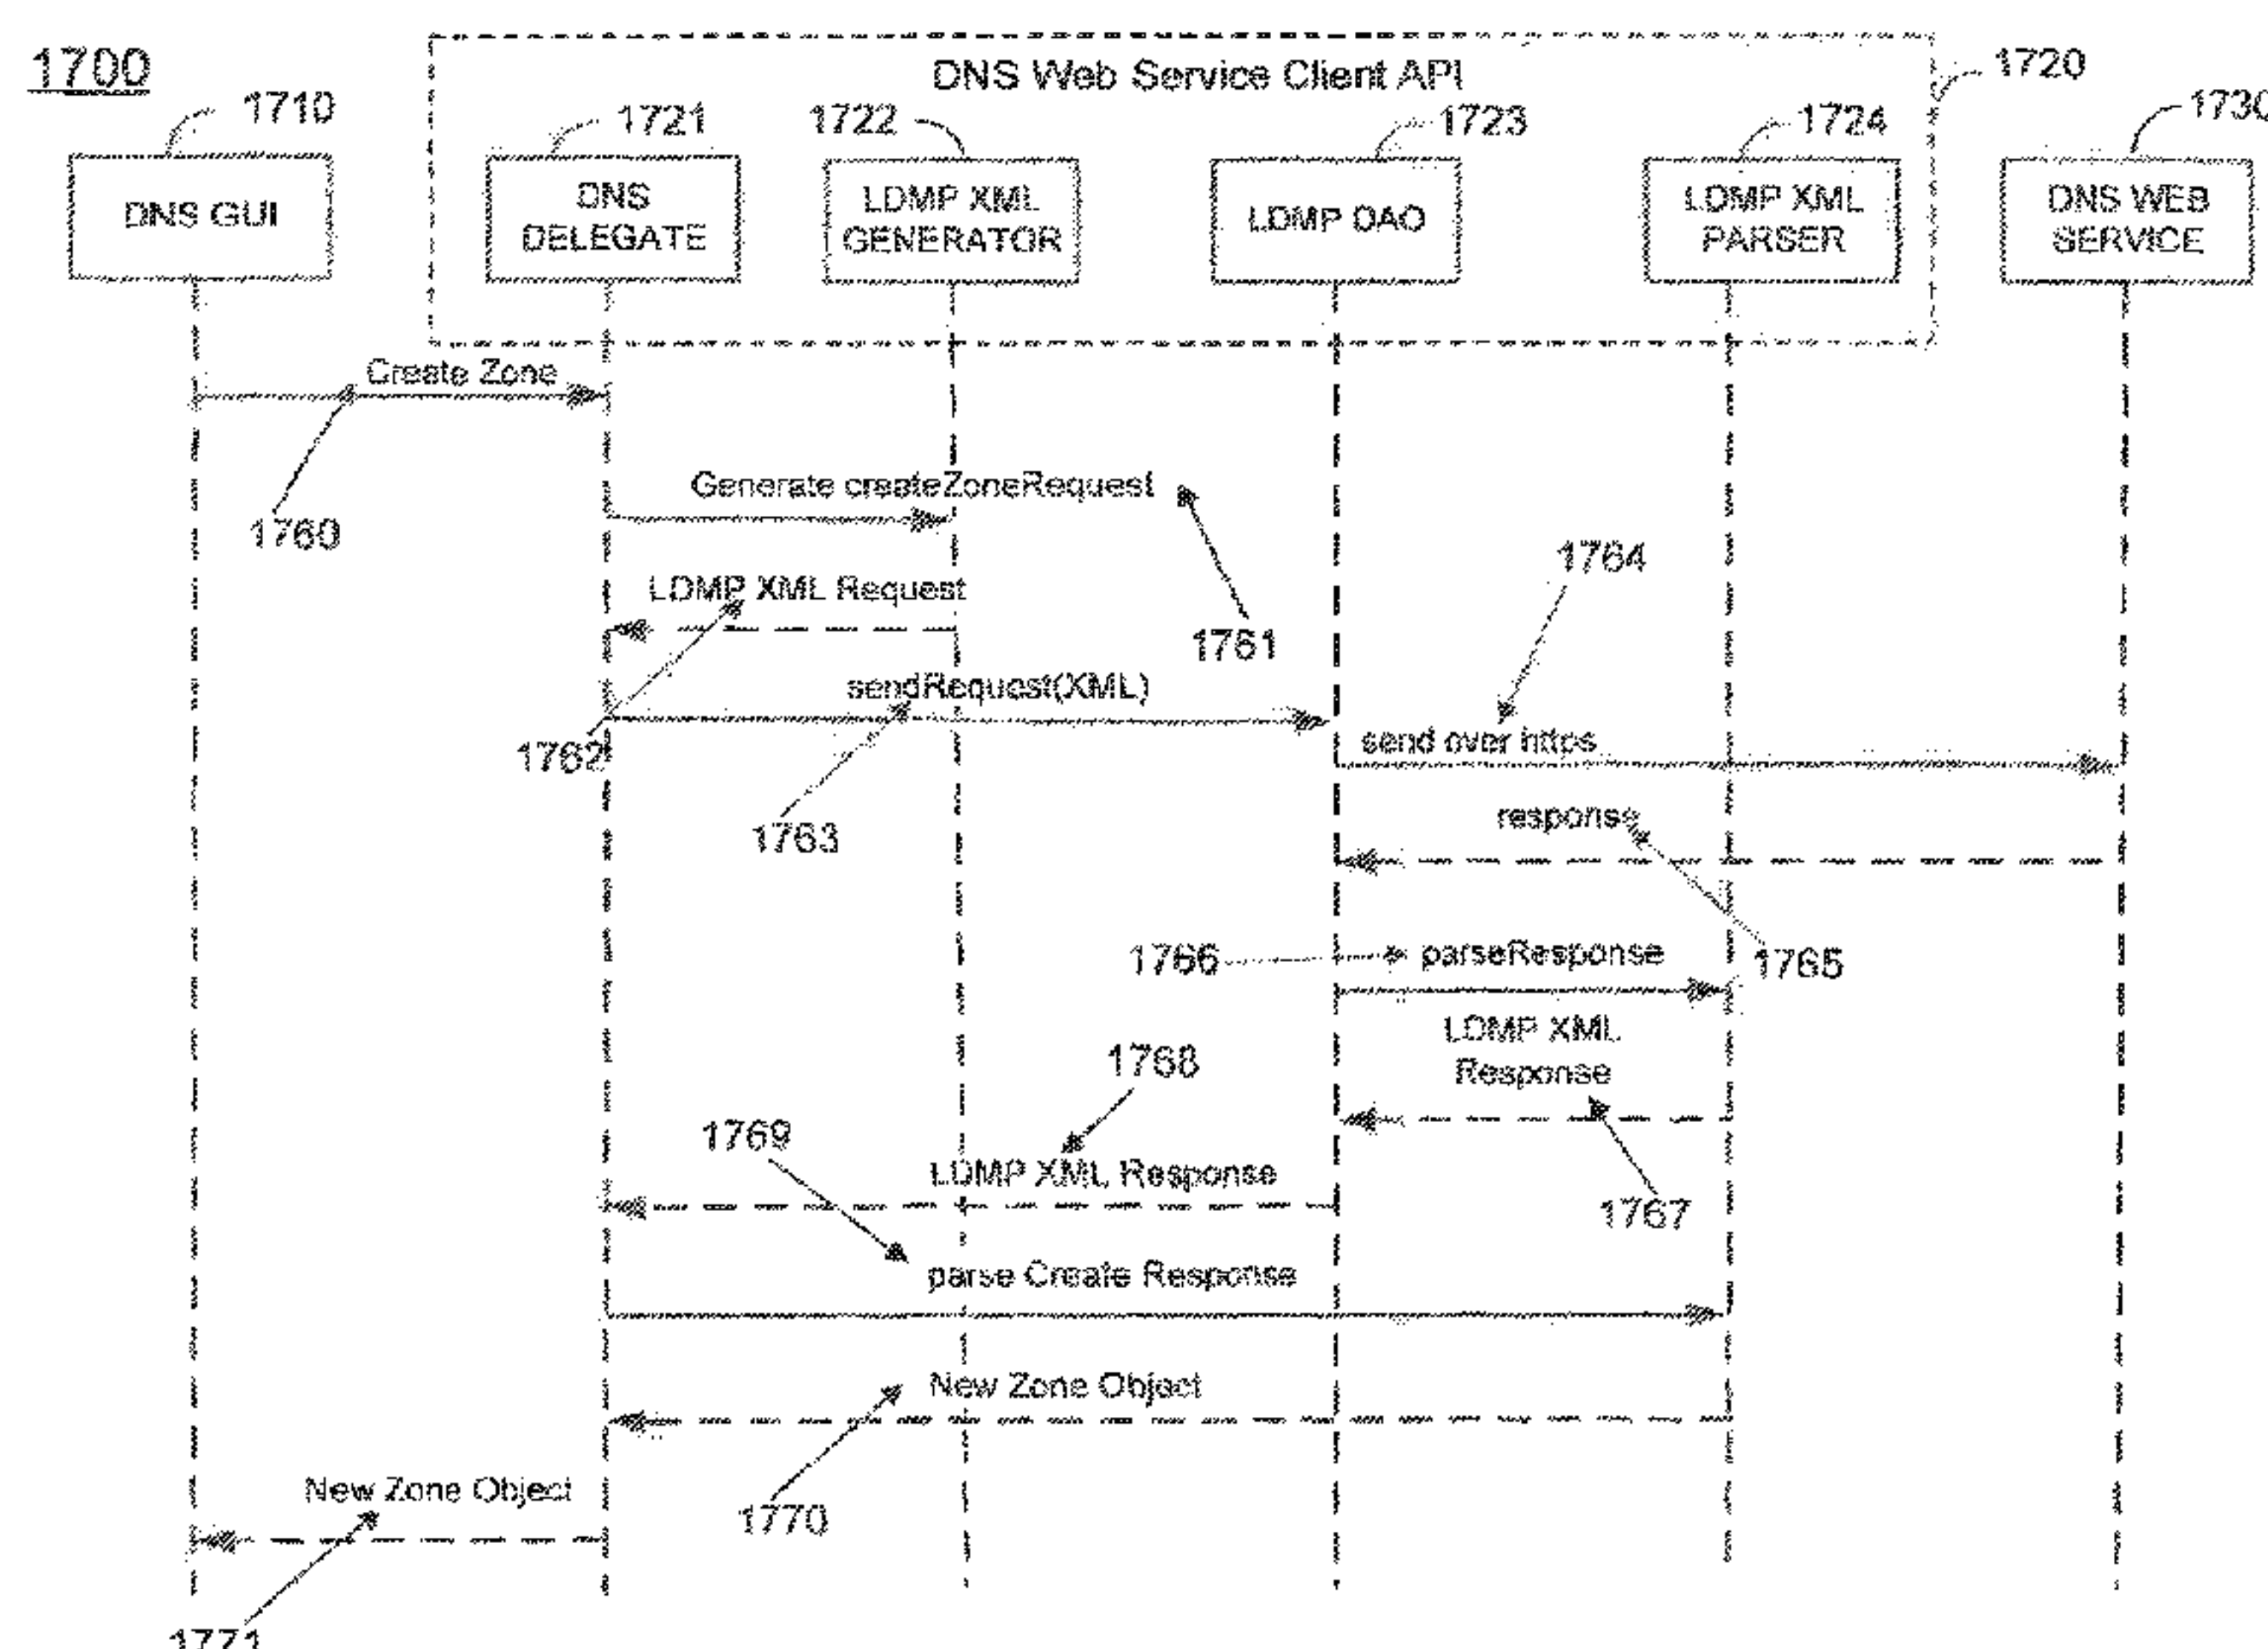 1700
DNS Web Service Client API
1720
1710
1721
1722
1723
1724
1730
DNS GUI
DNS
DELEGATE
LDMP XML
GENERATOR
LDMP DAO
LDMP XML
PARSER
DNS WEB
SERVICE
Create Zone
1760
Generate createZoneRequest
1761
1764
LDMP XML Request
1762
sendRequest(XML)
1763
send over https
response
1765
1766
parseResponse
LDMP XML
Response
1767
1768
LDMP XML Response
1769
parse Create Response
New Zone Object
1770
New Zone Object
1771